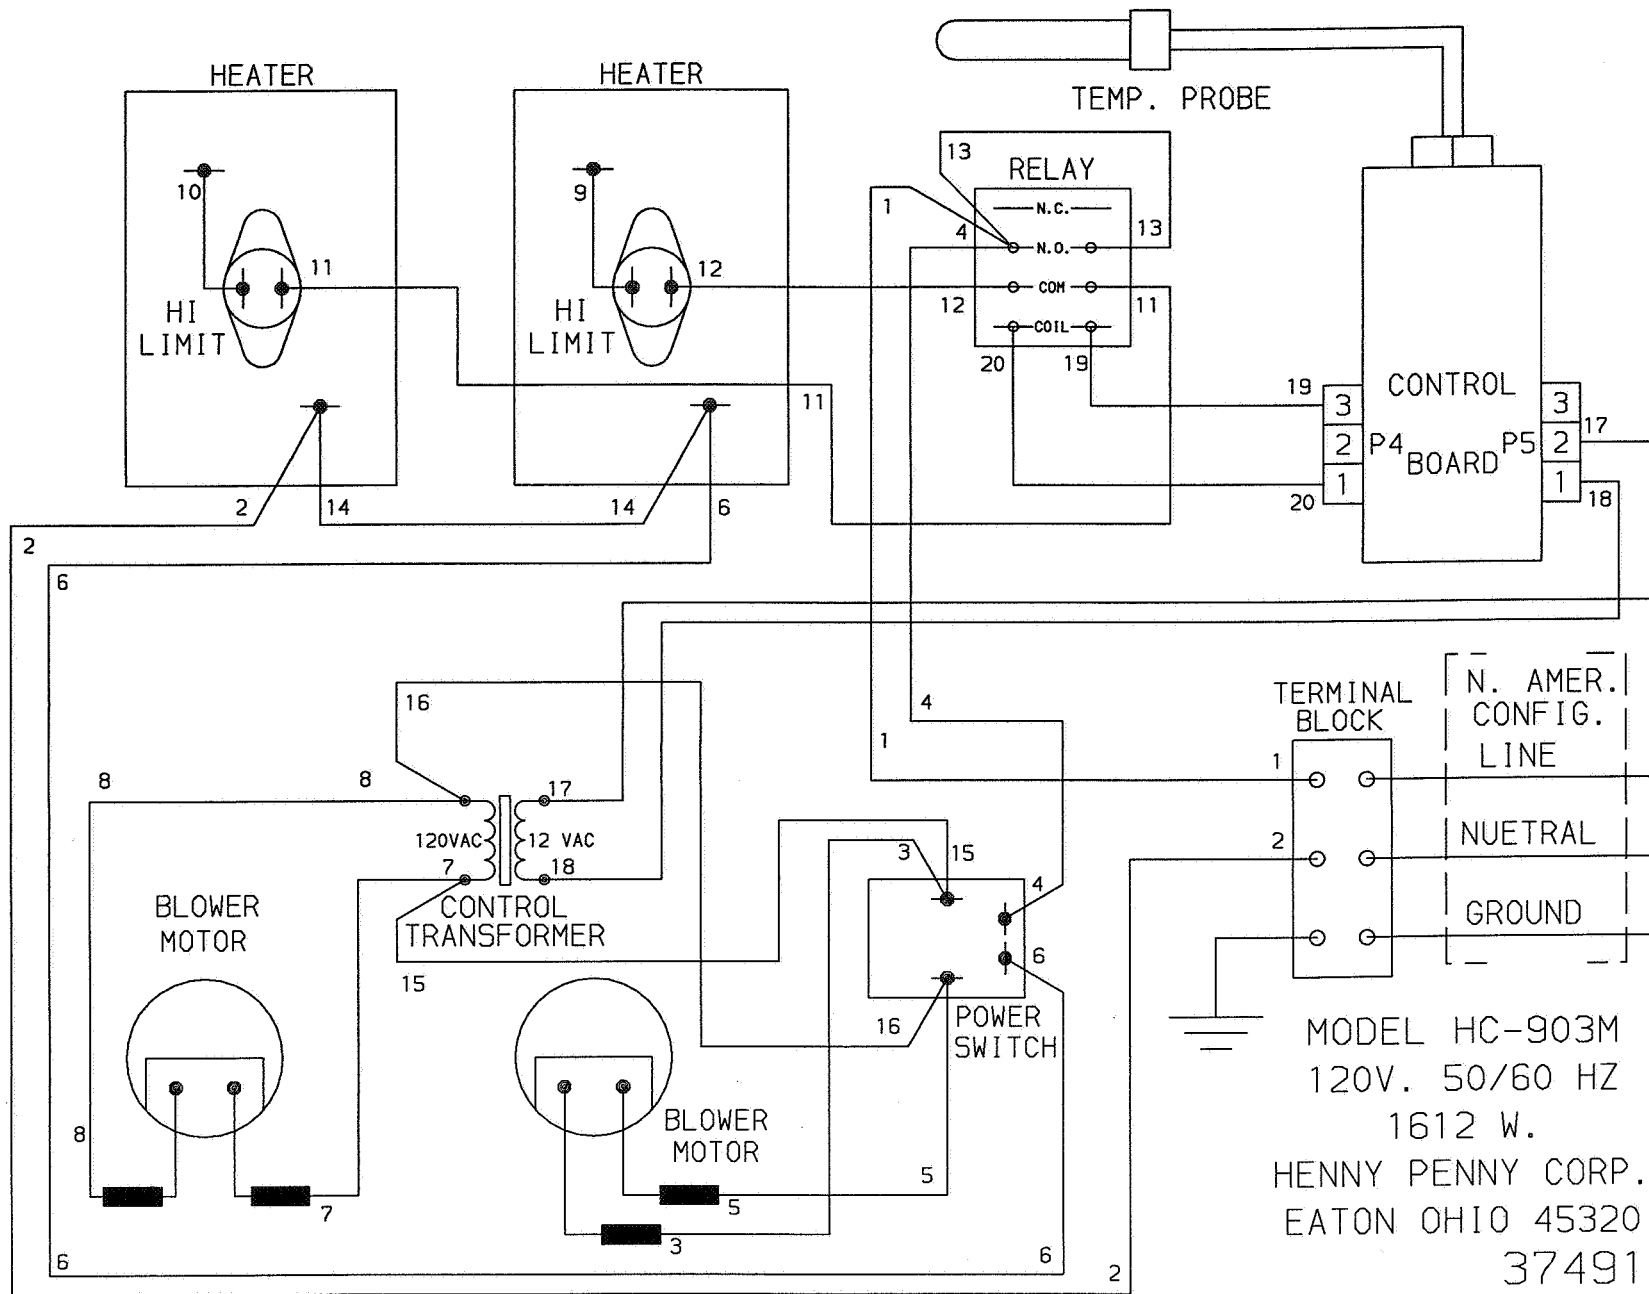 HEATER
HEATER
TEMP. PROBE
13
RELAY
10
9
1
N.C.
4
N.O.
13
11
12
12
COM
11
HI
LIMIT
HI
LIMIT
COIL
20
19
11
19
3
CONTROL
3
17
2
P4
P5
2
BOARD
1
1
20
18
2
14
14
6
2
6
16
4
1
TERMINAL
BLOCK
N. AMER.
CONFIG.
1
LINE
8
8
17
120VAC
12 VAC
7
18
3
15
2
NUETRAL
4
BLOWER
MOTOR
CONTROL
TRANSFORMER
GROUND
6
15
16
POWER
SWITCH
MODEL HC-903M
120V. 50/60 HZ
1612 W.
BLOWER
MOTOR
8
HENNY PENNY CORP.
5
7
5
EATON OHIO 45320
3
6
6
2
37491